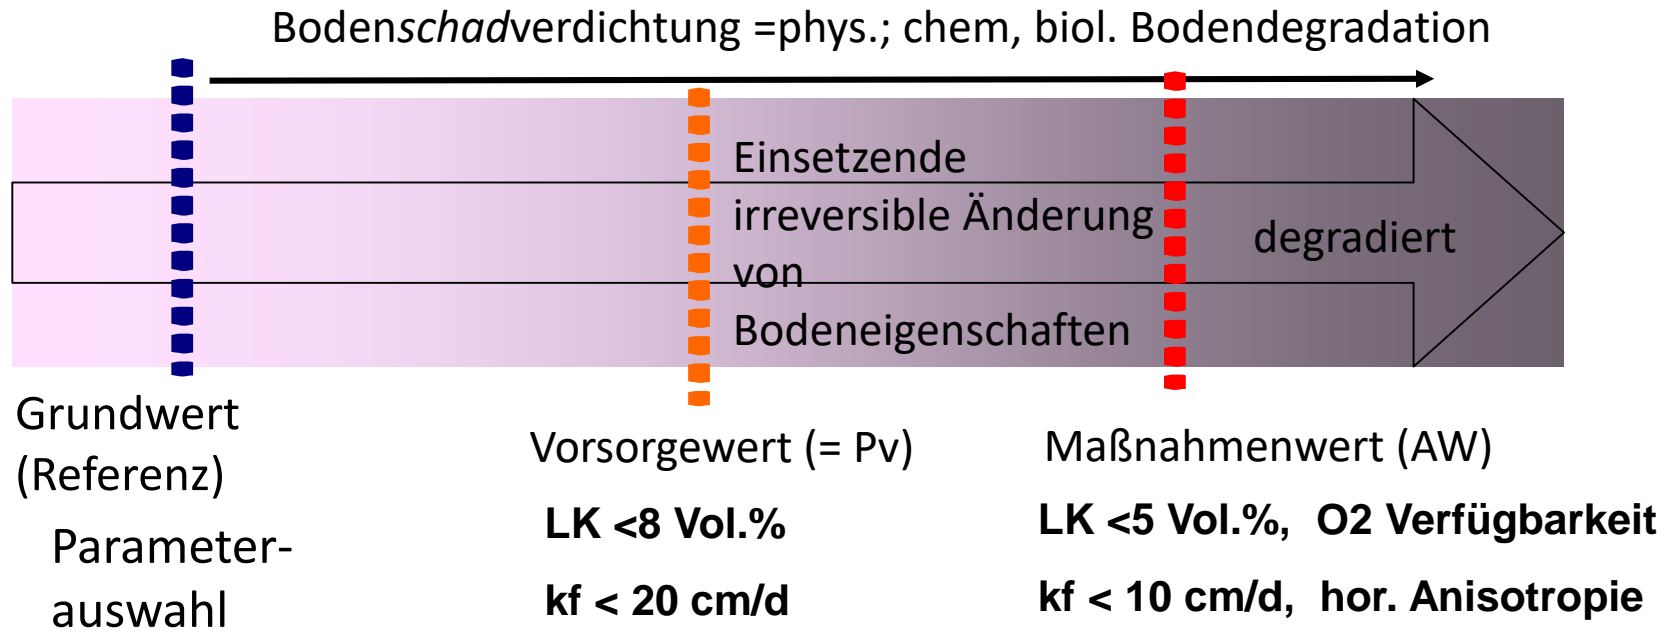 Bodenschadverdichtung =phys.; chem, biol. Bodendegradation
Einsetzende
irreversible Änderung
von
Bodeneigenschaften
degradiert
Grundwert
(Referenz)
Parameter-
auswahl
Vorsorgewert (= Pv)
LK <8 Vol.%
kf < 20 cm/d
Maßnahmenwert (AW)
LK <5 Vol.%, O2 Verfügbarkeit
kf < 10 cm/d, hor. Anisotropie